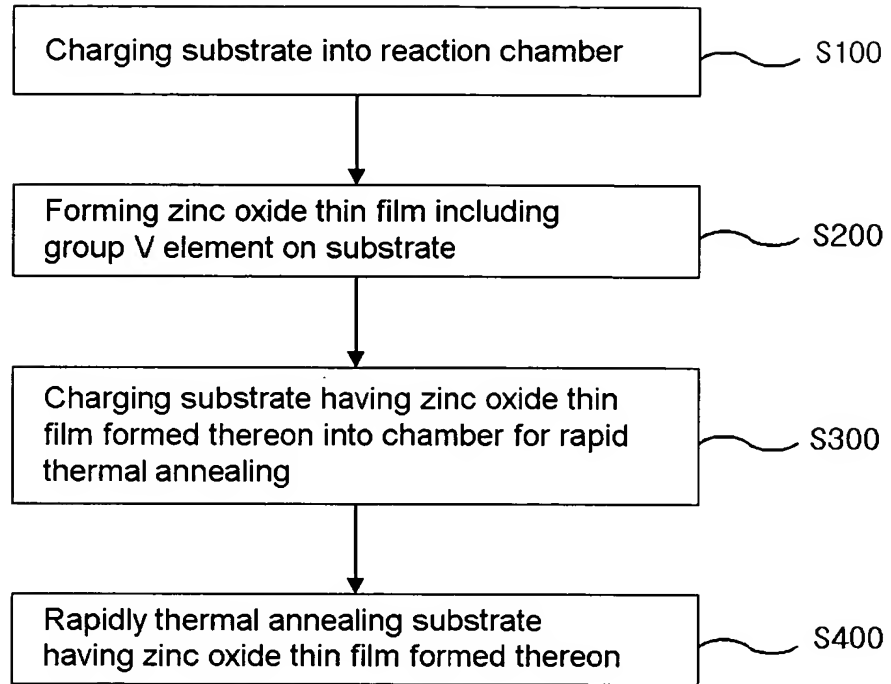 Charging substrate into reaction chamber
S100
Forming zinc oxide thin film including
group V element on substrate
S200
Charging substrate having zinc oxide thin
film formed thereon into chamber for rapid
thermal annealing
S300
Rapidly thermal annealing substrate
having zinc oxide thin film formed thereon
S400